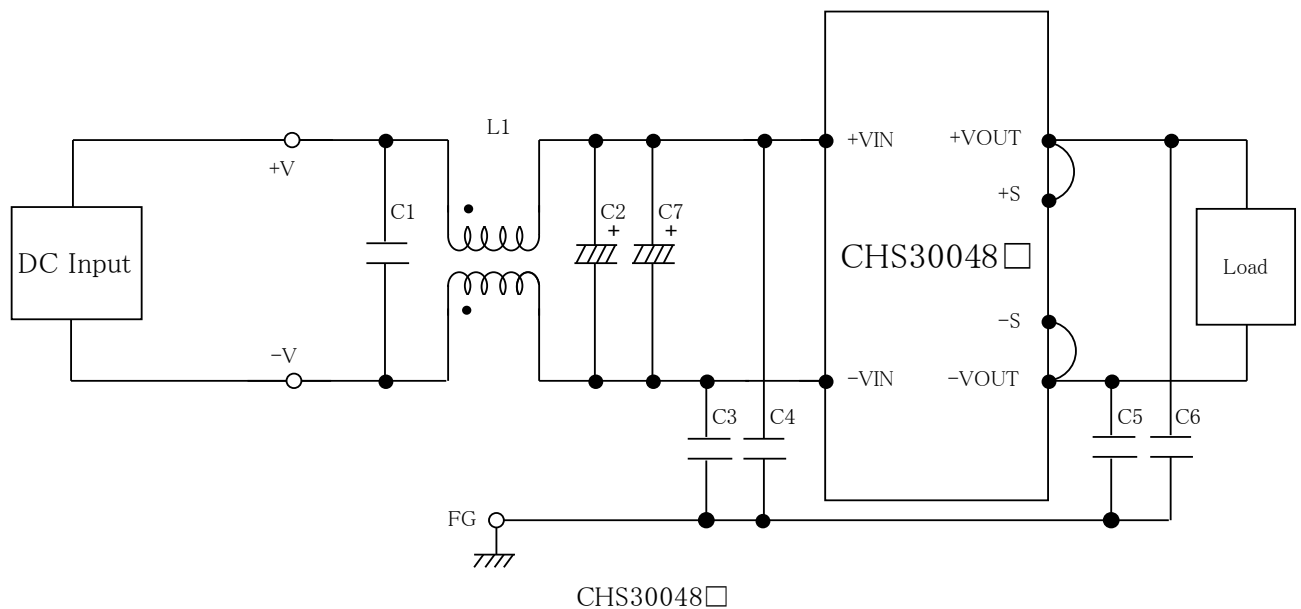 L1
+V
+VIN
+VOUT
+S
C1
C2
+
C7
+
DC Input
CHS30048□
Load
-S
-V
-VIN
-VOUT
C3
C4
C5
C6
FG
CHS30048□